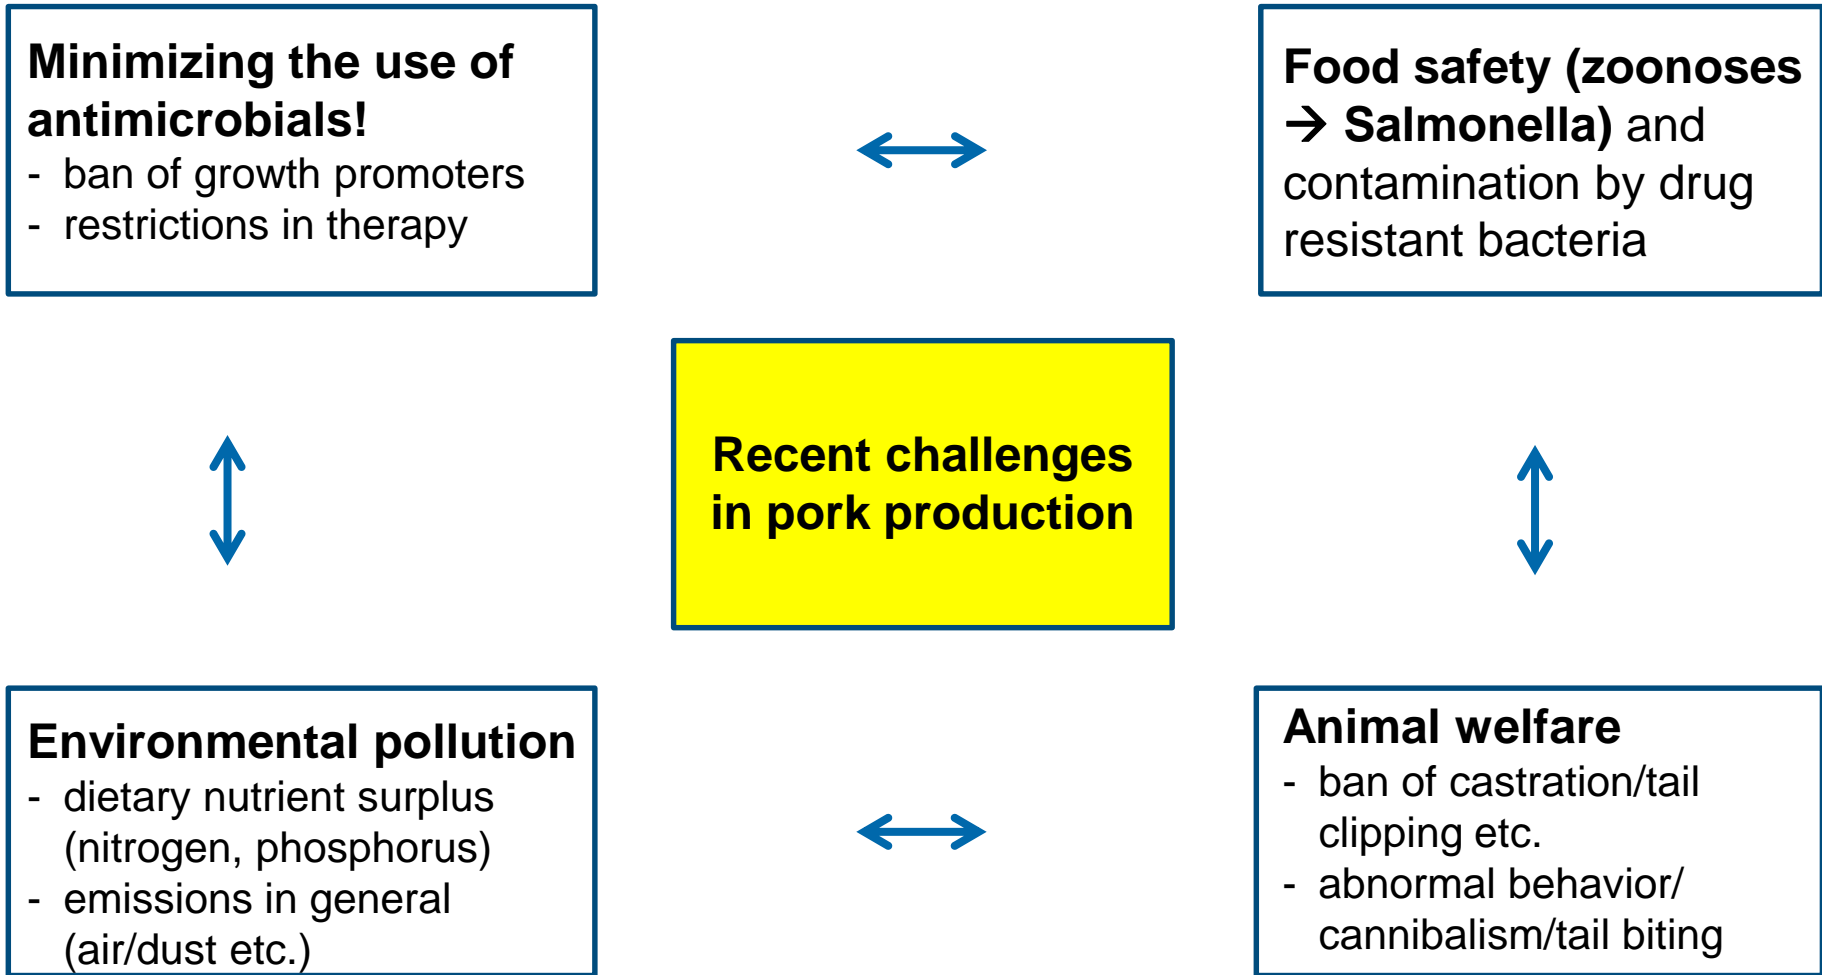 Minimizing the use of
antimicrobials!
- ban of growth promoters
- restrictions in therapy
Food safety (zoonoses
→ Salmonella) and
contamination by drug
resistant bacteria
Recent challenges
in pork production
Environmental pollution
- dietary nutrient surplus
(nitrogen, phosphorus)
- emissions in general
(air/dust etc.)
Animal welfare
- ban of castration/tail
clipping etc.
- abnormal behavior/
cannibalism/tail biting